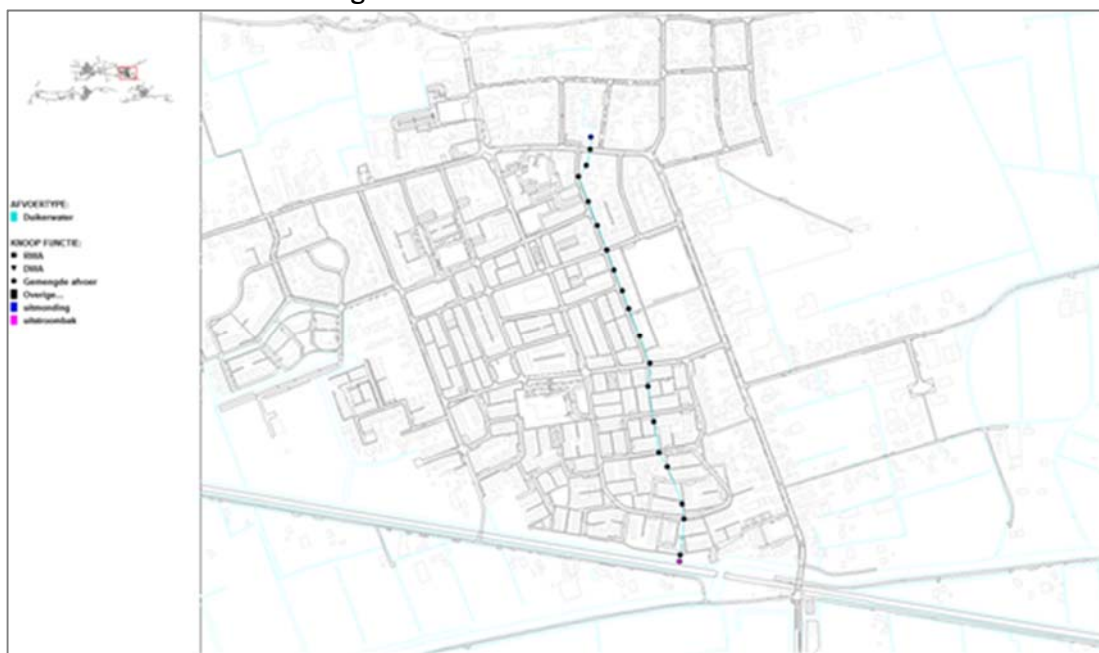 AFVOERTYPE:
Duikerwater
KNOOP FUNCTIE:
RWA
DWA
Gemengde afvoer
Overige...
uitmonding
uitstroombak